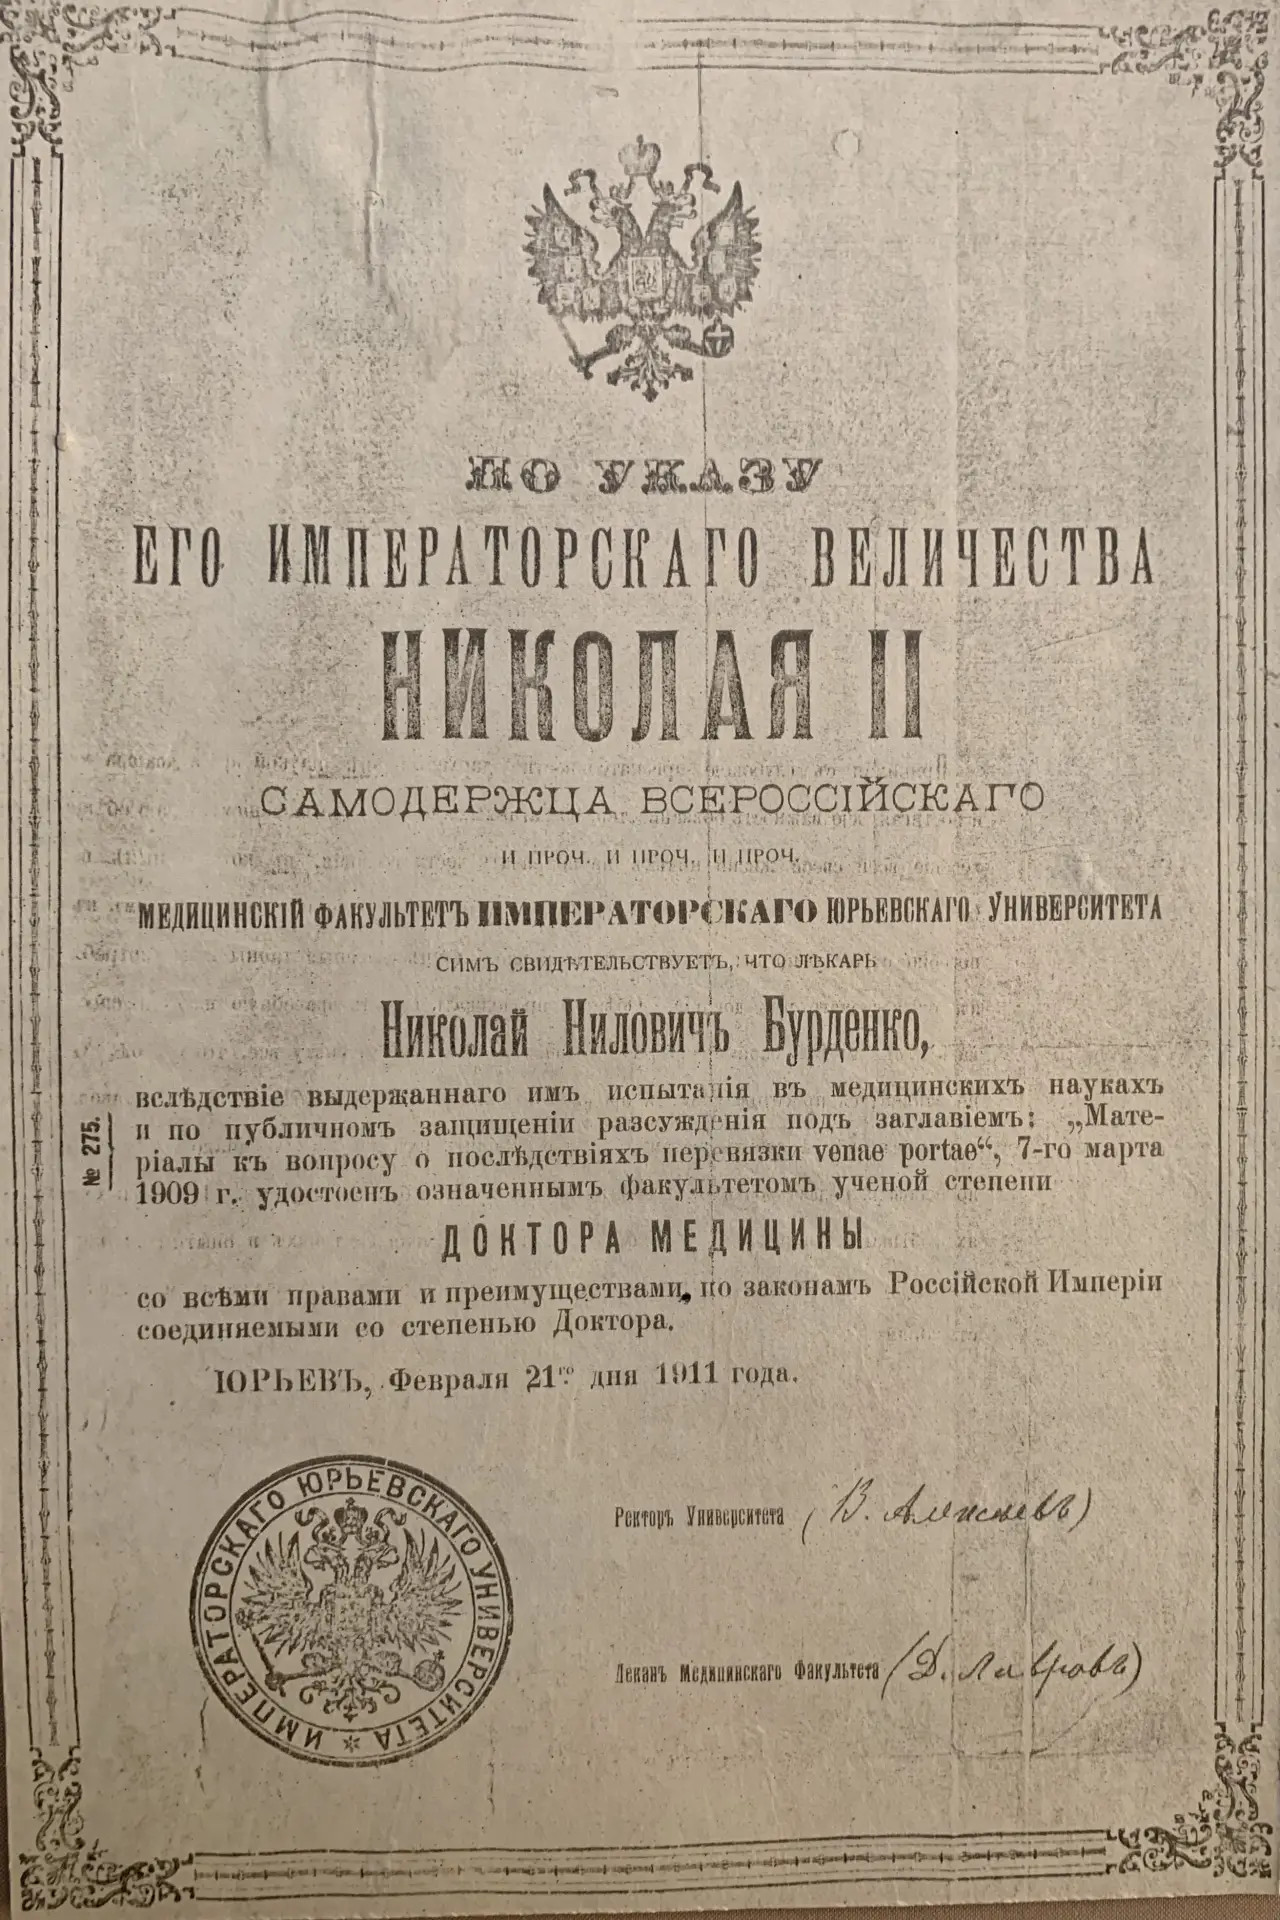 ПО УКАЗУ
ЕГО ИМПЕРАТОРСКАГО ВЕЛИЧЕСТВА
НИКОЛАЯ II
САМОДЕРЖЦА ВСЕРОССІЙСКАГО
И ПРОЧ. И ПРОЧ. И ПРОЧ.
МЕДИЦИНСКІЙ ФАКУЛЬТЕТЪ ИМПЕРАТОРСКАГО ЮРЬЕВСКАГО УНИВЕРСИТЕТА
СИМЪ СВИДѢТЕЛЬСТВУЕТЪ, ЧТО ЛѢКАРЬ
Николай Ниловичъ Бурденко,
вслѣдствіе выдержаннаго имъ испытанія въ медицинскихъ наукахъ
и по публичномъ защищеніи разсужденія подъ заглавіемъ: „Мате-
ріалы къ вопросу о послѣдствіяхъ перевязки venae portae“, 7-го марта
1909 г. удостоенъ означеннымъ факультетомъ ученой степени
ДОКТОРА МЕДИЦИНЫ
со всѣми правами и преимуществами, по законамъ Россійской Имперіи
соединяемыми со степенью Доктора.
ЮРЬЕВЪ, Февраля 21го дня 1911 года.
№ 275.
Ректоръ Университета (В. Алексѣевъ)
Деканъ Медицинскаго Факультета (Д. Лавровъ)
ИМПЕРАТОРСКАГО ЮРЬЕВСКАГО УНИВЕРСИТЕТА